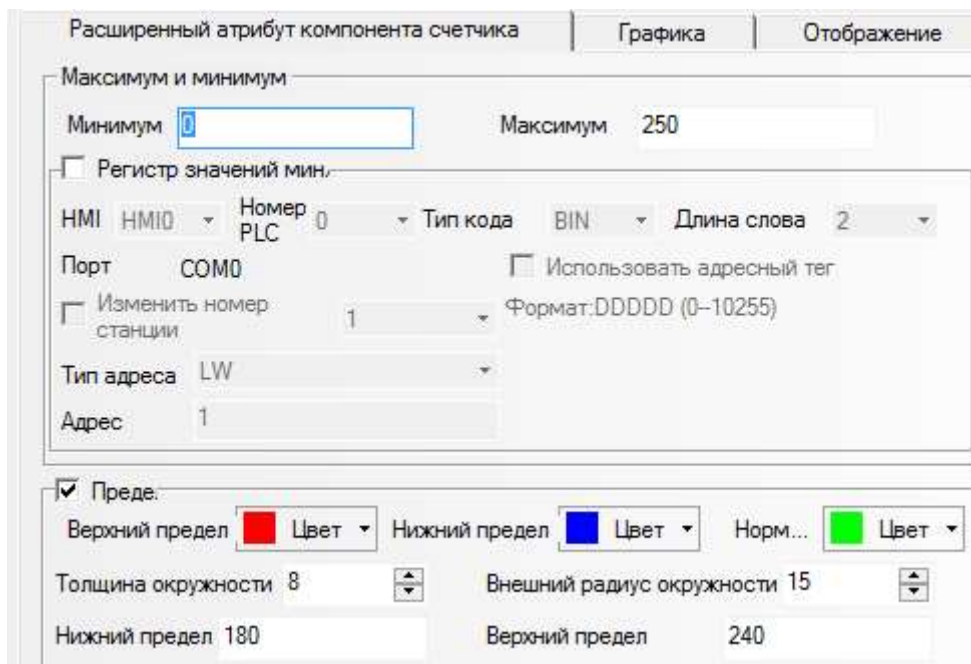 Расширенный атрибут компонента счетчика Графика Отображение
Максимум и минимум
Минимум 0 Максимум 250
Регистр значений мин.
HMI HMI0 Номер PLC 0 Тип кода BIN Длина слова 2
Порт COM0 Использовать адресный тег
Изменить номер станции 1 Формат:DDDDD (0--10255)
Тип адреса LW
Адрес 1
Преде.
Верхний предел Цвет Нижний предел Цвет Норм... Цвет
Толщина окружности 8 Внешний радиус окружности 15
Нижний предел 180 Верхний предел 240